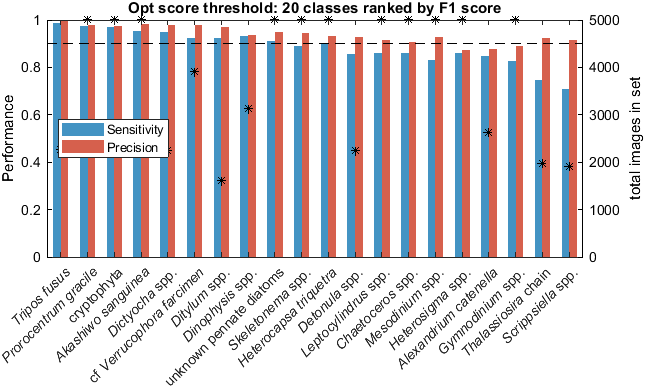 Opt score threshold: 20 classes ranked by F1 score
1
0.8
0.6
0.4
0.2
0
Performance
5000
4000
3000
2000
1000
0
total images in set
Sensitivity
Precision
Tripos fusus
Prorocentrum gracile
cryptophyta
Akashiwo sanguinea
Dictyocha spp.
cf Verrucophora farcimen
Ditylum spp.
Dinophysis spp.
unknown pennate diatoms
Skeletonema spp.
Heterocapsa triquetra
Detonula spp.
Leptocylindrus spp.
Chaetoceros spp.
Mesodinium spp.
Heterosigma spp.
Alexandrium catenella
Gymnodinium spp.
Thalassiosira chain
Scrippsiella spp.